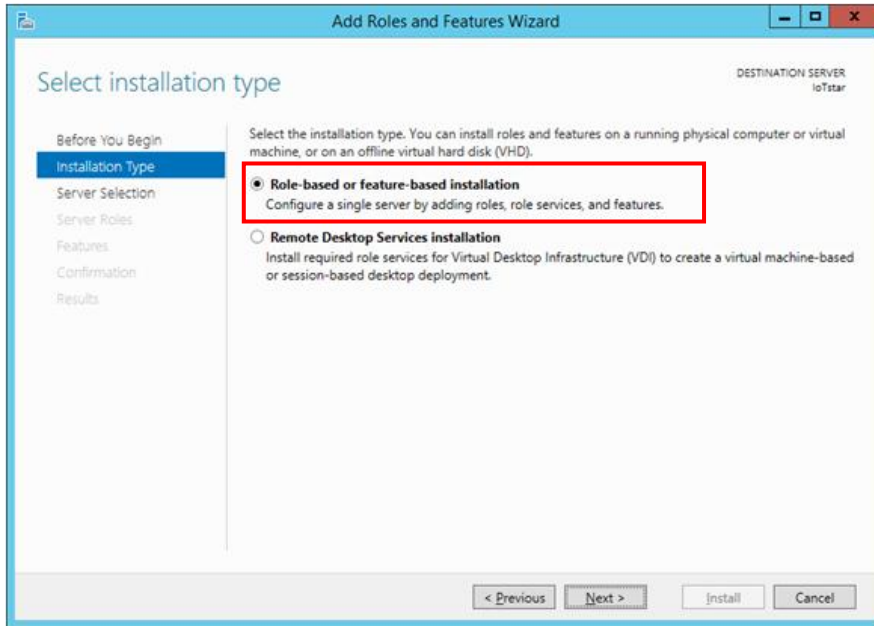 Add Roles and Features Wizard
Select installation type
DESTINATION SERVER
IoTstar
Before You Begin
Installation Type
Server Selection
Server Roles
Features
Confirmation
Results
Select the installation type. You can install roles and features on a running physical computer or virtual
machine, or on an offline virtual hard disk (VHD).
Role-based or feature-based installation
Configure a single server by adding roles, role services, and features.
Remote Desktop Services installation
Install required role services for Virtual Desktop Infrastructure (VDI) to create a virtual machine-based
or session-based desktop deployment.
< Previous
Next >
Install
Cancel